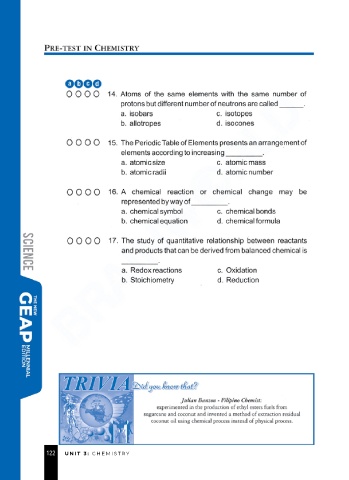 PRE-TEST IN CHEMISTRY
a b c d
14. Atoms of the same elements with the same number of
protons but different number of neutrons are called ______.
a. isobars c. isotopes
b. allotropes d. isocones
15. The Periodic Table of Elements presents an arrangement of
elements according to increasing _________.
a. atomic size c. atomic mass
b. atomic radii d. atomic number
16. A chemical reaction or chemical change may be
represented by way of _________.
a. chemical symbol c. chemical bonds
b. chemical equation d. chemical formula
17. The study of quantitative relationship between reactants
and products that can be derived from balanced chemical is
_________.
a. Redox reactions c. Oxidation
b. Stoichiometry d. Reduction
SCIENCE
THE NEW
GEAP
MILLENNIAL
EDITION
TRIVIA Did you know that?
Julian Banzon - Filipino Chemist:
experimented in the production of ethyl esters fuels from
sugarcane and coconut and invented a method of extraction residual
coconut oil using chemical process instead of physical process.
122 UNIT 3: CHEMISTRY